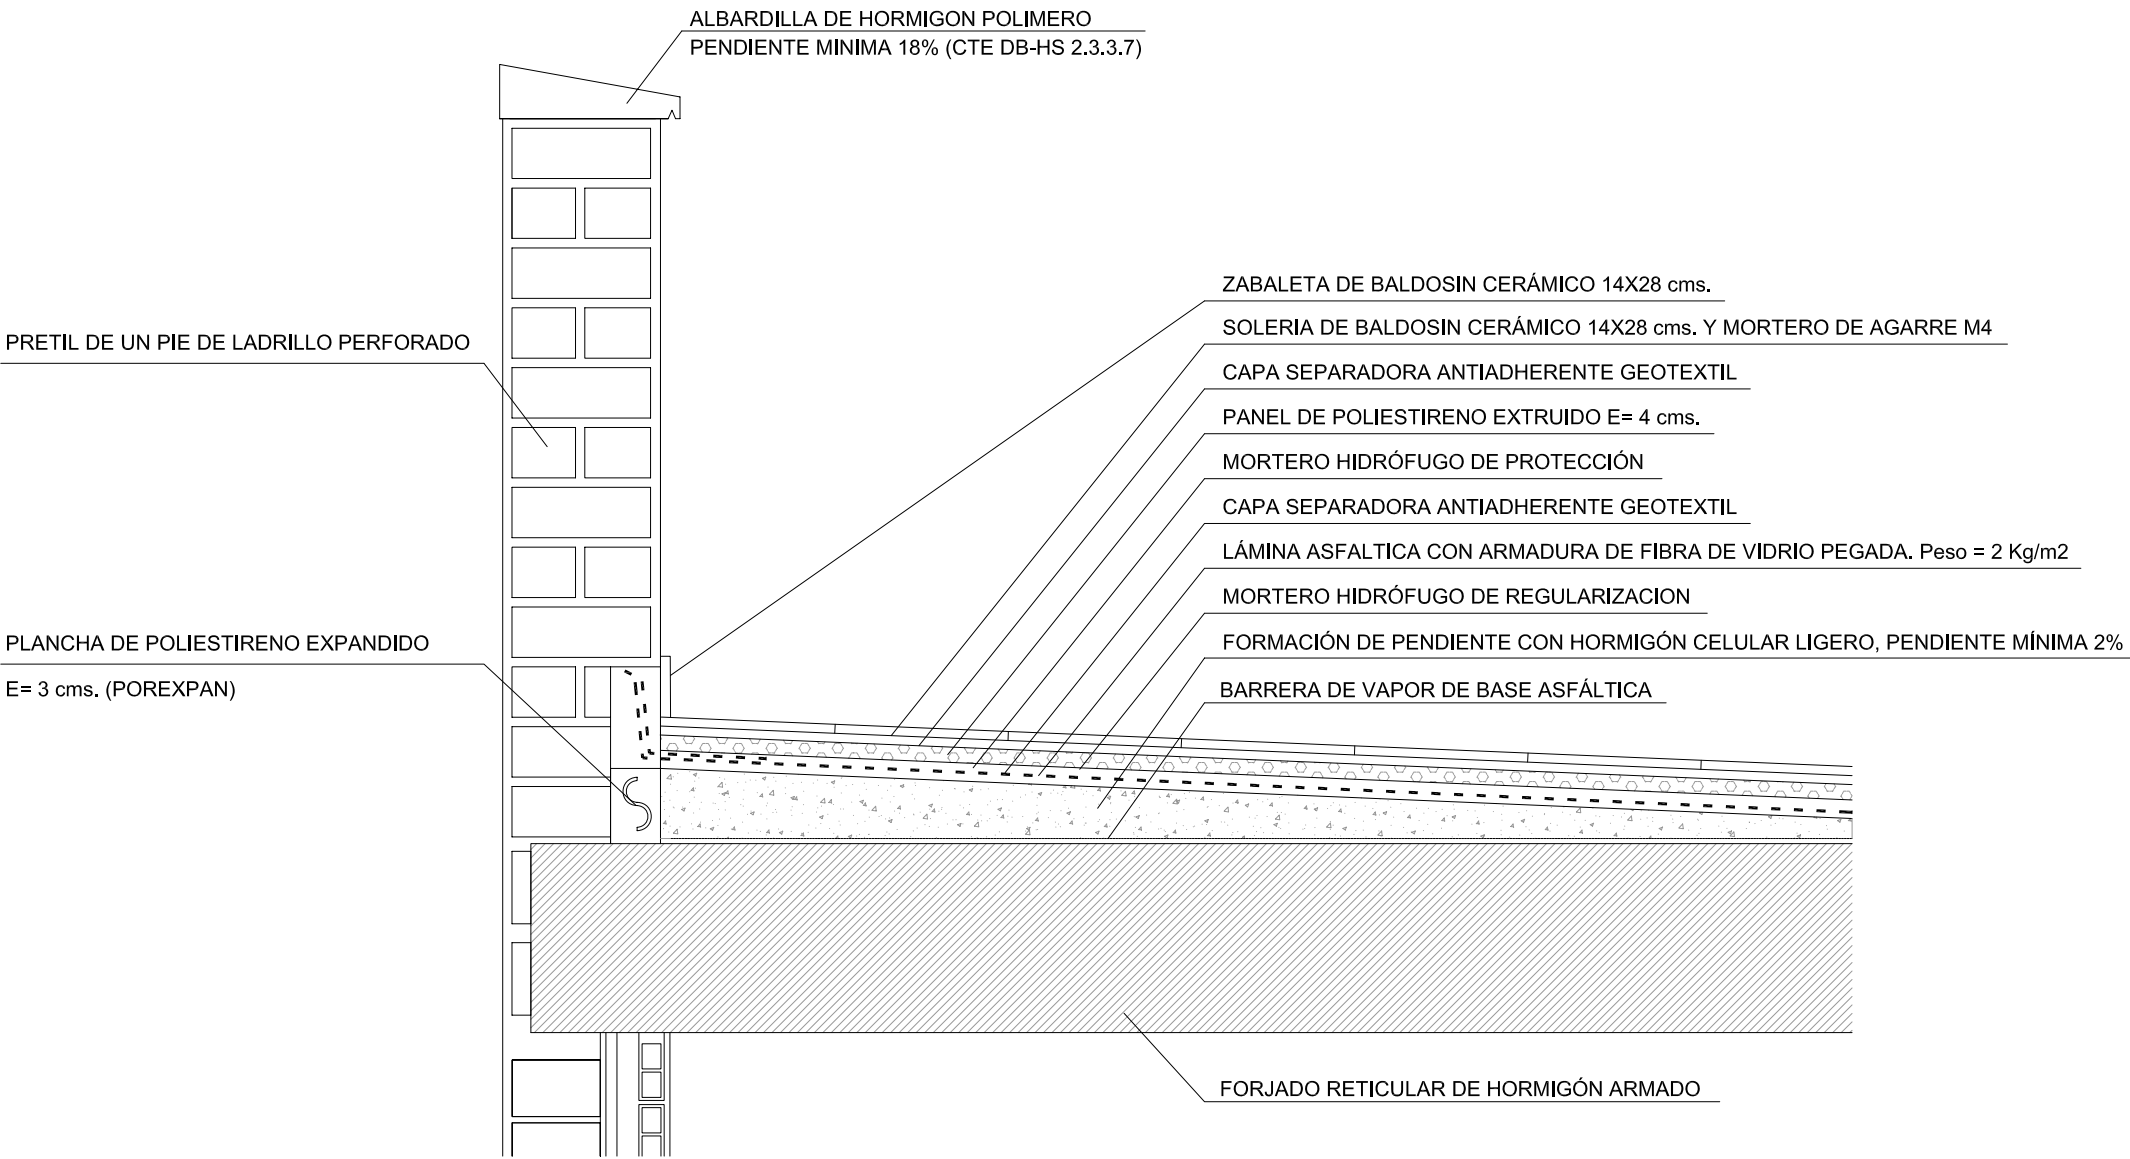 ALBARDILLA DE HORMIGON POLIMERO
PENDIENTE MINIMA 18% (CTE DB-HS 2.3.3.7)
ZABALETA DE BALDOSIN CERÁMICO 14X28 cms.
SOLERIA DE BALDOSIN CERÁMICO 14X28 cms. Y MORTERO DE AGARRE M4
PRETIL DE UN PIE DE LADRILLO PERFORADO
CAPA SEPARADORA ANTIADHERENTE GEOTEXTIL
PANEL DE POLIESTIRENO EXTRUIDO E= 4 cms.
MORTERO HIDRÓFUGO DE PROTECCIÓN
CAPA SEPARADORA ANTIADHERENTE GEOTEXTIL
LÁMINA ASFALTICA CON ARMADURA DE FIBRA DE VIDRIO PEGADA. Peso = 2 Kg/m2
MORTERO HIDRÓFUGO DE REGULARIZACION
PLANCHA DE POLIESTIRENO EXPANDIDO
E= 3 cms. (POREXPAN)
FORMACIÓN DE PENDIENTE CON HORMIGÓN CELULAR LIGERO, PENDIENTE MÍNIMA 2%
BARRERA DE VAPOR DE BASE ASFÁLTICA
FORJADO RETICULAR DE HORMIGÓN ARMADO